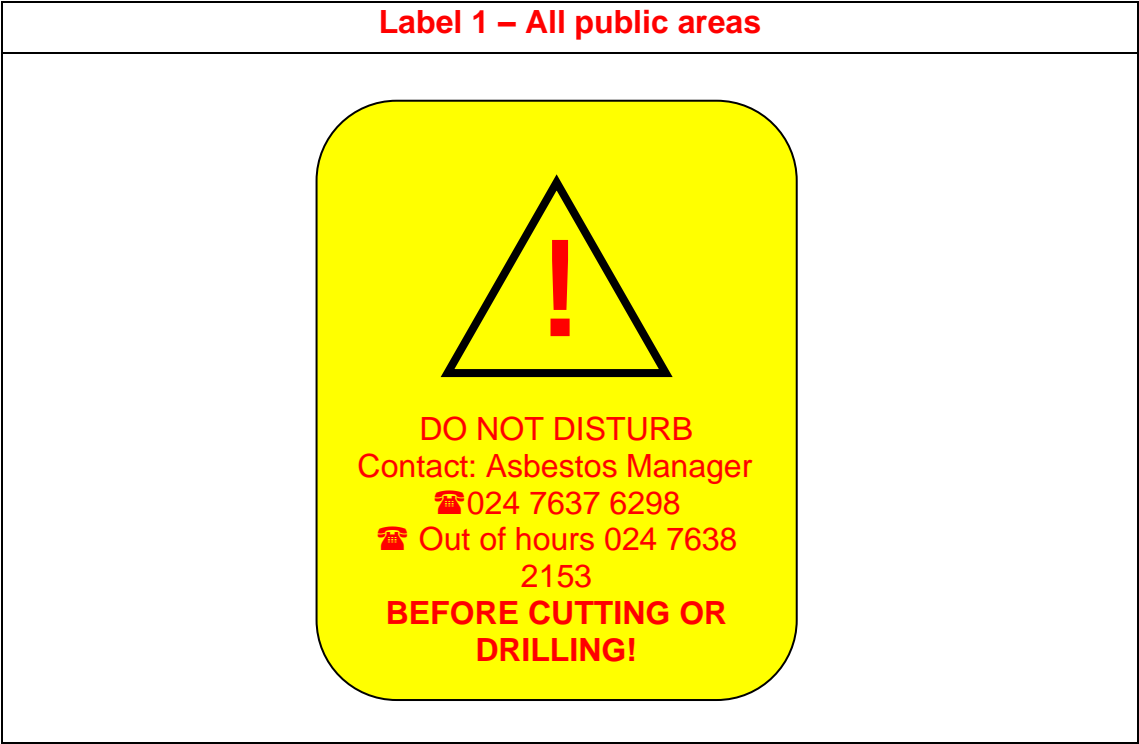 Label 1 – All public areas
!
DO NOT DISTURB
Contact: Asbestos Manager
☎024 7637 6298
☎ Out of hours 024 7638
2153
BEFORE CUTTING OR
DRILLING!